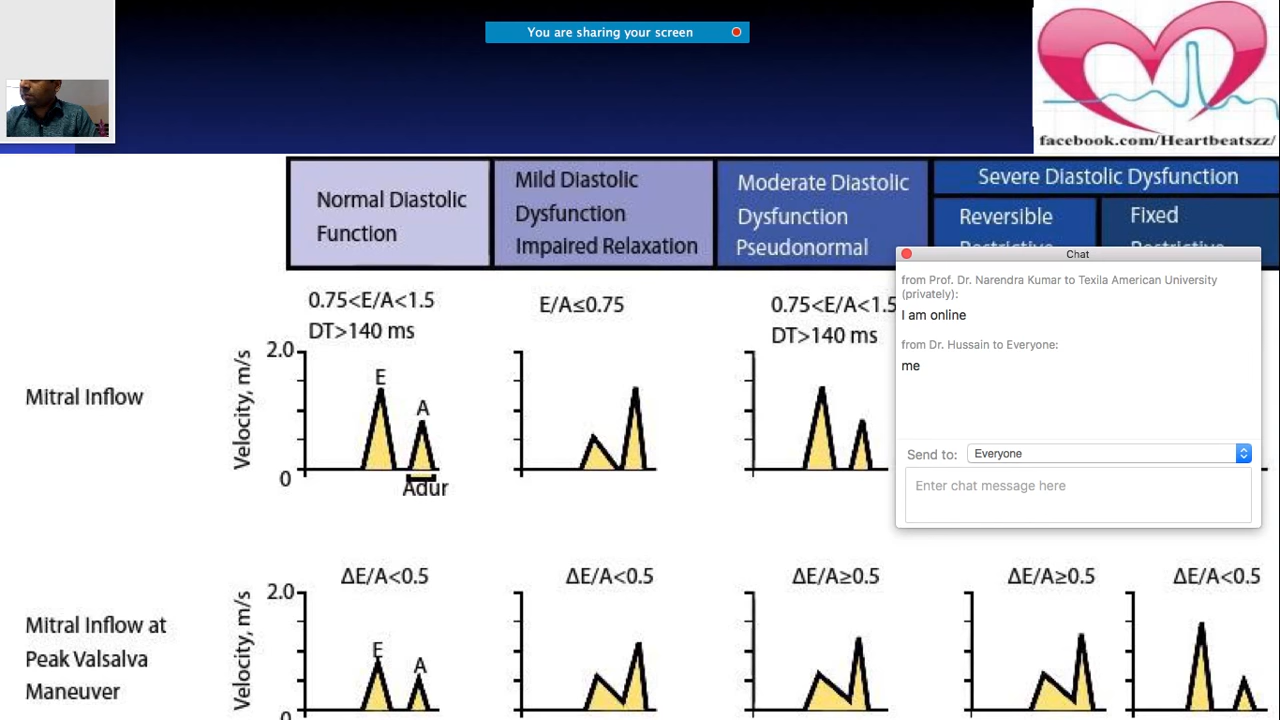 You are sharing your screen
facebook.com/Heartbeatszz/
Normal Diastolic
Function
Mild Diastolic
Dysfunction
Impaired Relaxation
Moderate Diastolic
Dysfunction
Pseudonormal
Severe Diastolic Dysfunction
Reversible
Restrictive
Fixed
Restrictive
Chat
from Prof. Dr. Narendra Kumar to Texila American University
(privately):
I am online
from Dr. Hussain to Everyone:
me
Send to: Everyone
Enter chat message here
0.75<E/A<1.5
DT>140 ms
E/A≤0.75
0.75<E/A<1.5
DT>140 ms
Mitral Inflow
Velocity, m/s
2.0
0
E
A
Adur
ΔE/A<0.5
ΔE/A<0.5
ΔE/A≥0.5
ΔE/A≥0.5
ΔE/A<0.5
Mitral Inflow at
Peak Valsalva
Maneuver
Velocity, m/s
2.0
0
E
A